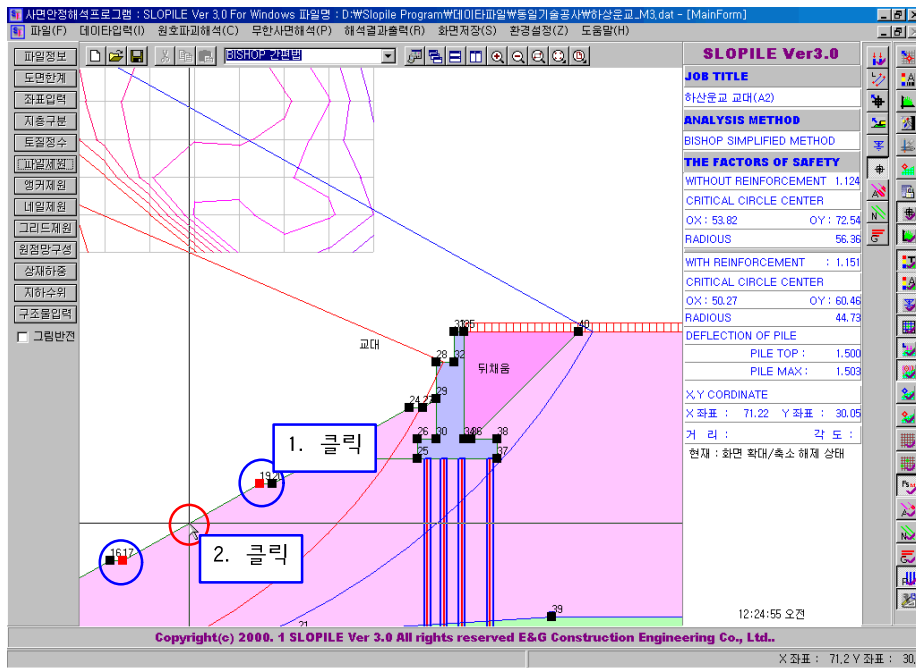 사면안정해석프로그램 : SLOPILE Ver 3.0 For Windows 파일명 : D:\Slopile Program\데이타파일\동일기술공사\하산운교_M3.dat - [MainForm]
파일(F) 데이타입력(I) 원호파괴해석(C) 무한사면해석(P) 해석결과출력(R) 화면저장(S) 환경설정(Z) 도움말(H)
BISHOP 간편법
파일정보
도면한계
좌표입력
지층구분
토질정수
파일제원
앵커제원
네일제원
그리드제원
원점망구성
상재하중
지하수위
구조물입력
그림반전
교대
뒤채움
40
28
32
29
26
30
38
25
37
1. 클릭
2. 클릭
39
21
SLOPILE Ver3.0
JOB TITLE
하산운교 교대(A2)
ANALYSIS METHOD
BISHOP SIMPLIFIED METHOD
THE FACTORS OF SAFETY
WITHOUT REINFORCEMENT 1.124
CRITICAL CIRCLE CENTER
OX : 53.82 OY : 72.54
RADIOUS 56.36
WITH REINFORCEMENT : 1.151
CRITICAL CIRCLE CENTER
OX : 50.27 OY : 60.46
RADIOUS 44.73
DEFLECTION OF PILE
PILE TOP : 1.500
PILE MAX : 1.503
X,Y CORDINATE
X 좌표 : 71.22 Y 좌표 : 30.05
거 리 : 각 도 :
현재 : 화면 확대/축소 해제 상태
12:24:55 오전
Copyright(c) 2000. 1 SLOPILE Ver 3.0 All rights reserved E&G Construction Engineering Co., Ltd..
X 좌표 : 71.2 Y 좌표 : 30.